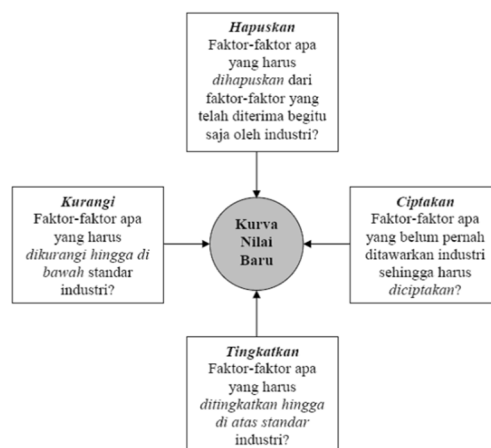 Hapuskan
Faktor-faktor apa
yang harus
dihapuskan dari
faktor-faktor yang
telah diterima begitu
saja oleh industri?
Kurangi
Faktor-faktor apa
yang harus
dikurangi hingga di
bawah standar
industri?
Kurva
Nilai
Baru
Ciptakan
Faktor-faktor apa
yang belum pernah
ditawarkan industri
sehingga harus
diciptakan?
Tingkatkan
Faktor-faktor apa
yang harus
ditingkatkan hingga
di atas standar
industri?